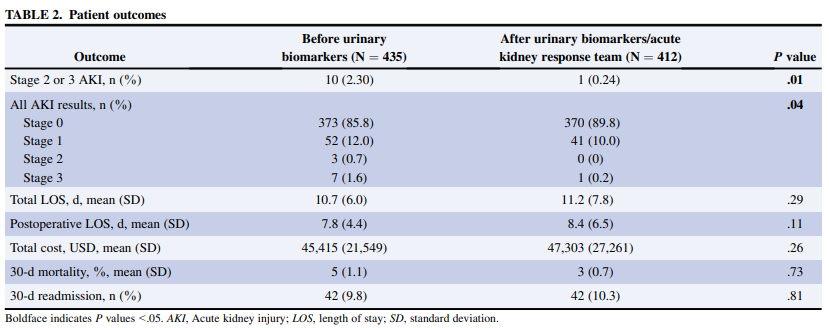 TABLE 2. Patient outcomes
Outcome Before urinary biomarkers (N = 435) After urinary biomarkers/acute kidney response team (N = 412) P value
Stage 2 or 3 AKI, n (%) 10 (2.30) 1 (0.24) .01
All AKI results, n (%) .04
Stage 0 373 (85.8) 370 (89.8)
Stage 1 52 (12.0) 41 (10.0)
Stage 2 3 (0.7) 0 (0)
Stage 3 7 (1.6) 1 (0.2)
Total LOS, d, mean (SD) 10.7 (6.0) 11.2 (7.8) .29
Postoperative LOS, d, mean (SD) 7.8 (4.4) 8.4 (6.5) .11
Total cost, USD, mean (SD) 45,415 (21,549) 47,303 (27,261) .26
30-d mortality, %, mean (SD) 5 (1.1) 3 (0.7) .73
30-d readmission, n (%) 42 (9.8) 42 (10.3) .81
Boldface indicates P values <.05. AKI, Acute kidney injury; LOS, length of stay; SD, standard deviation.